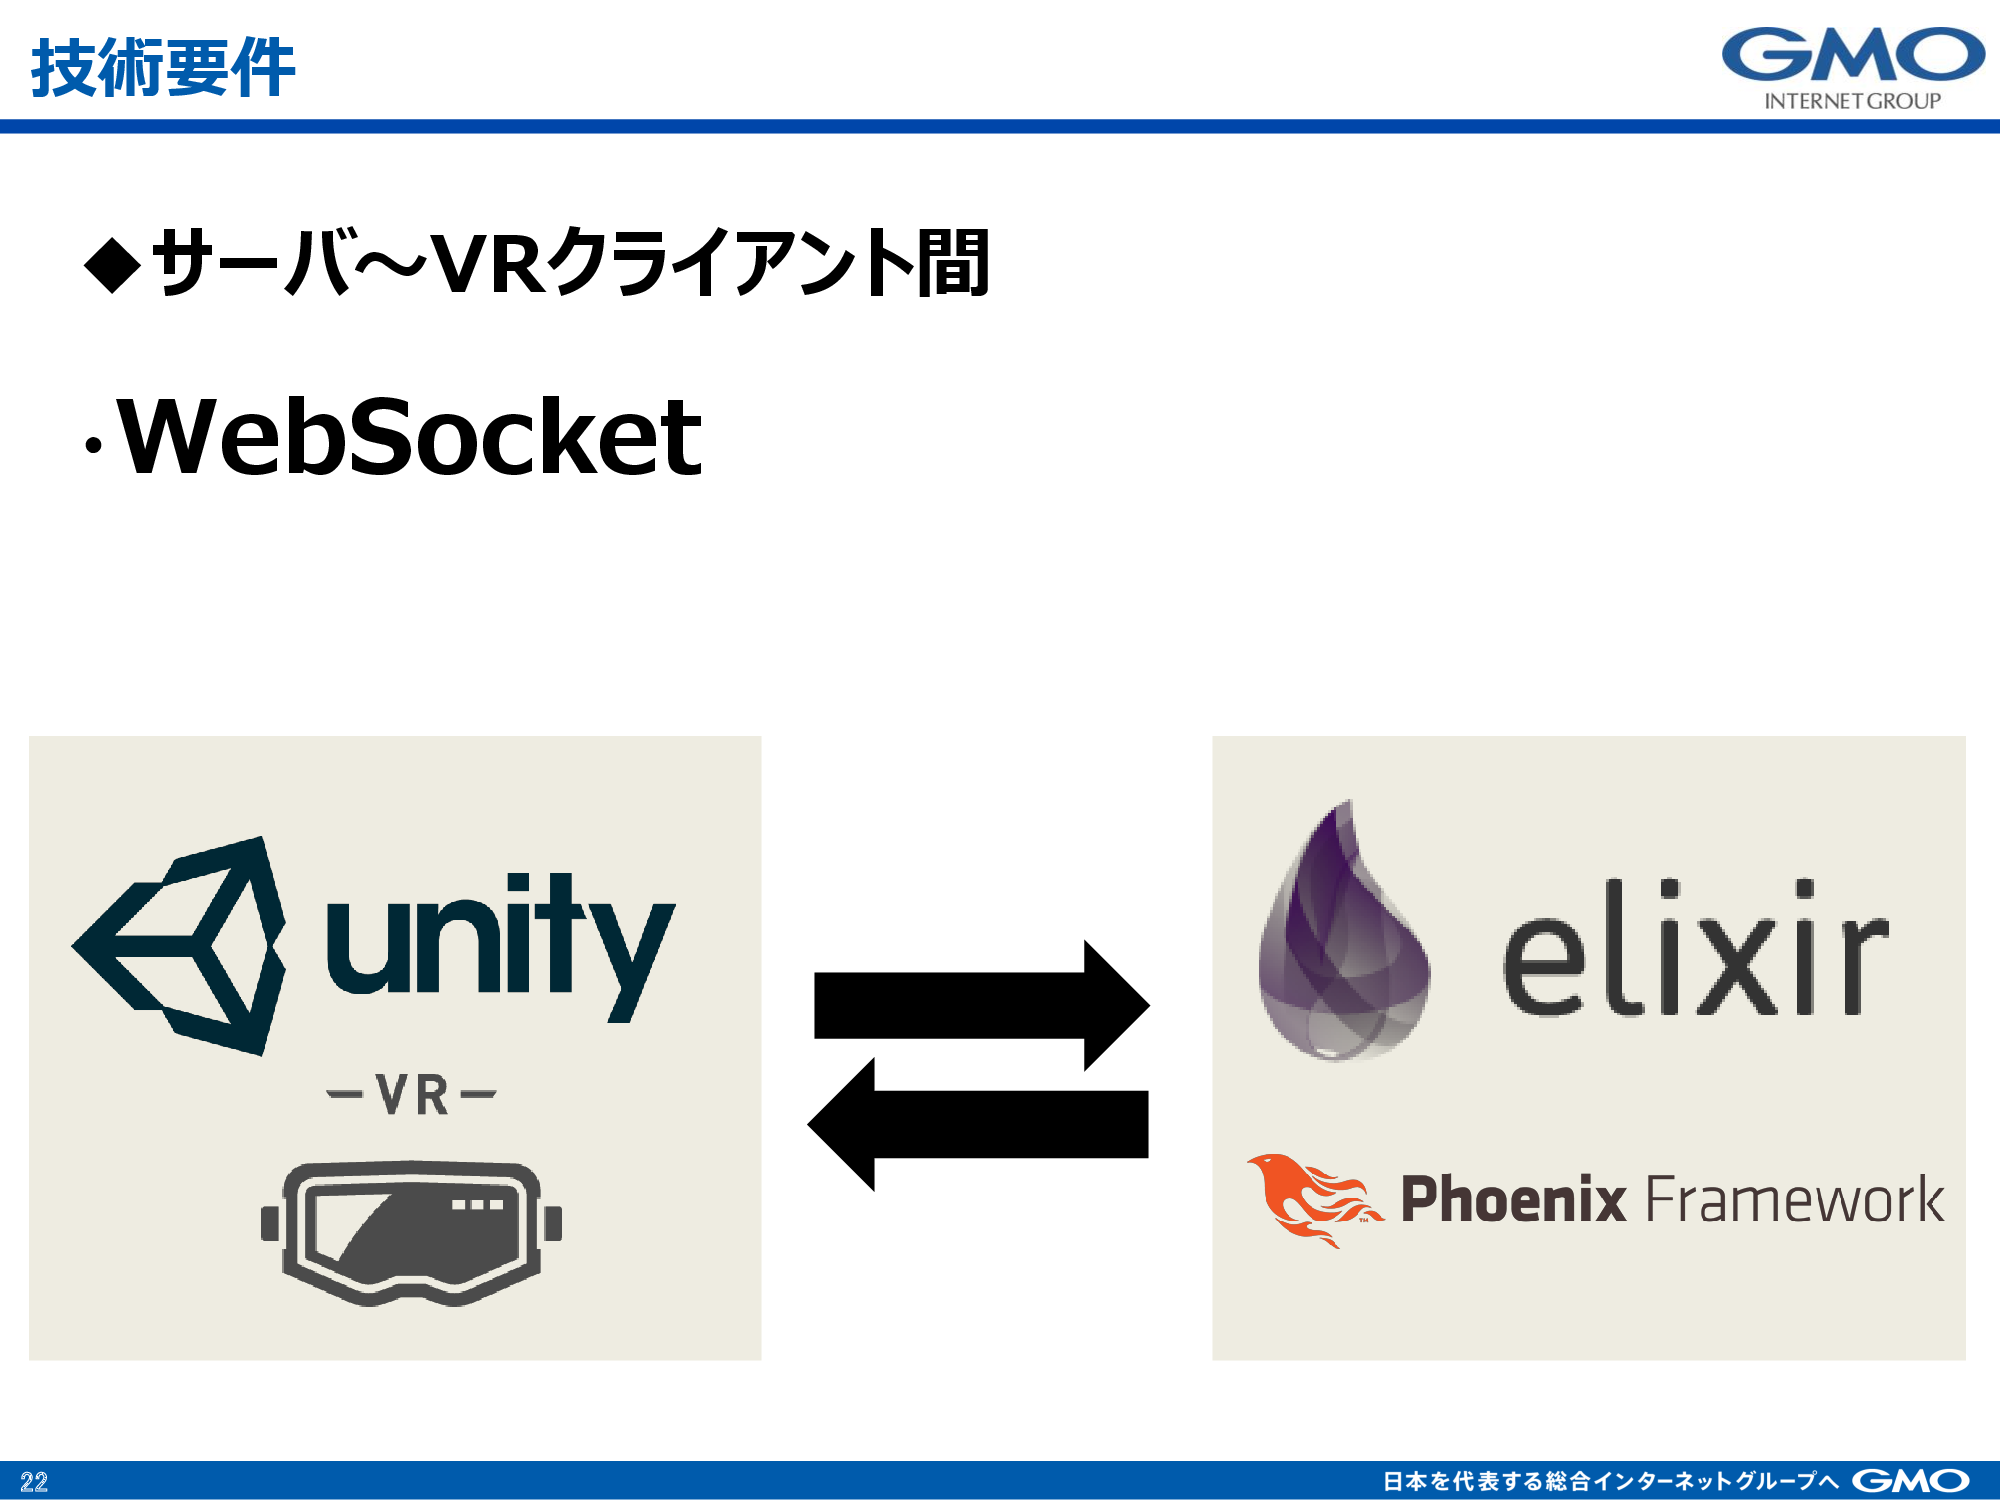 技術要件
GMO
INTERNET GROUP
◆サーバ～VRクライアント間
・WebSocket
unity
VR
elixir
Phoenix Framework
TM
22
日本を代表する総合インターネットグループへ GMO